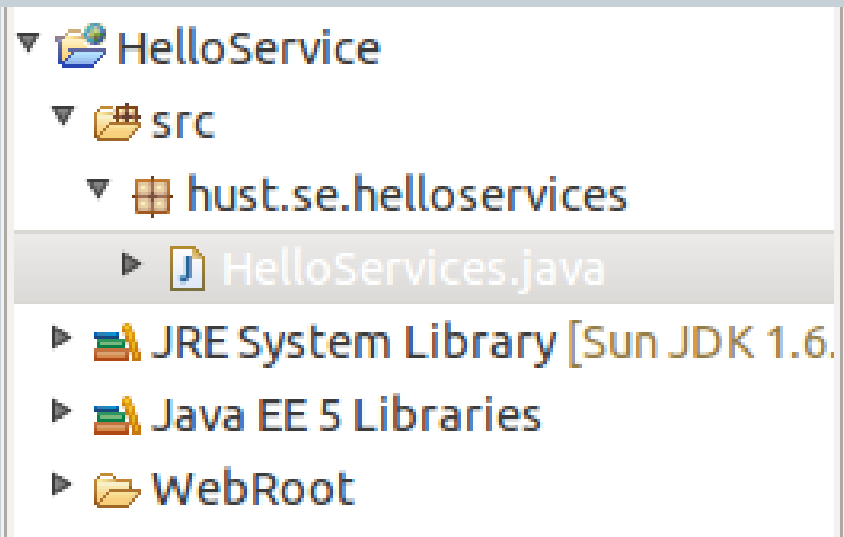 HelloService
src
hust.se.helloservices
HelloServices.java
JRE System Library [Sun JDK 1.6.
Java EE 5 Libraries
WebRoot